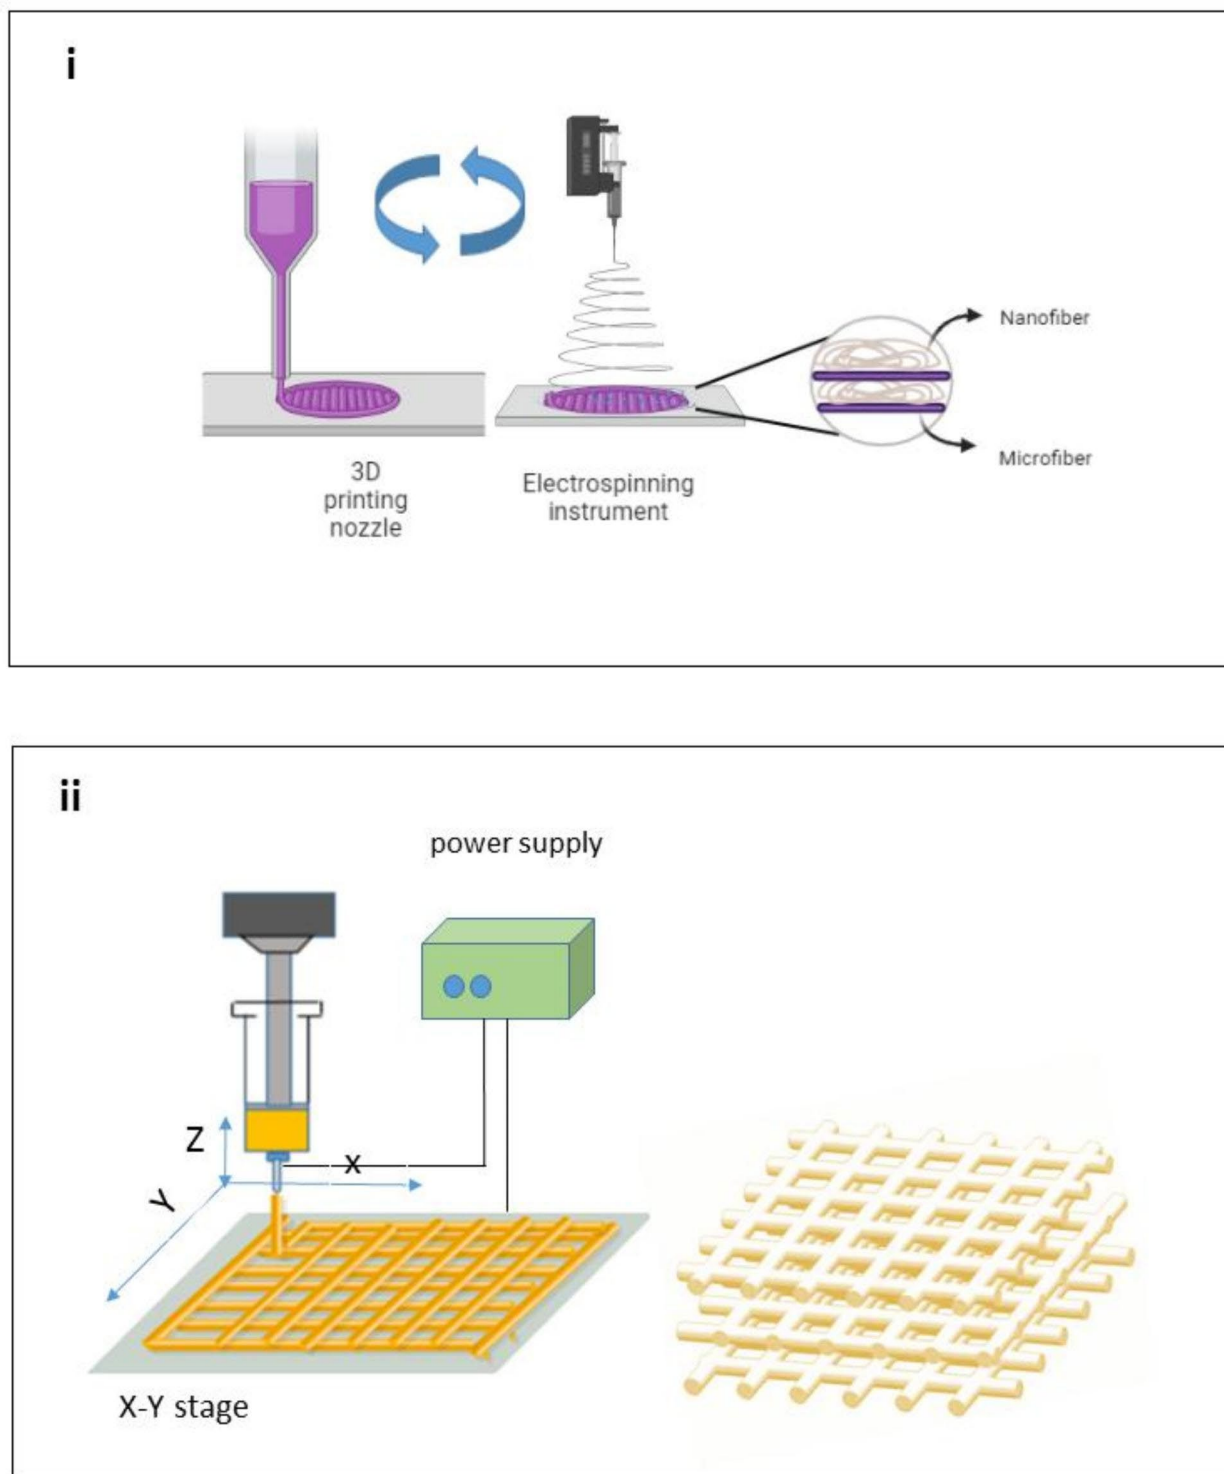 i
Nanofiber
Microfiber
3D
printing
nozzle
Electrospinning
instrument
ii
power supply
Z
x
Y
X-Y stage